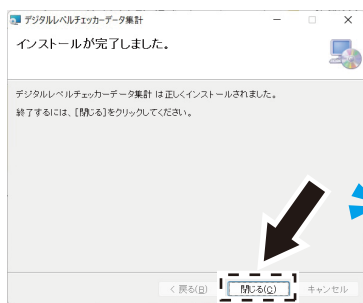 デジタルレベルチェッカーデータ集計
インストールが完了しました。
デジタルレベルチェッカーデータ集計 は正しくインストールされました。
終了するには、[閉じる]をクリックしてください。
< 戻る(B) 閉じる(C) キャンセル